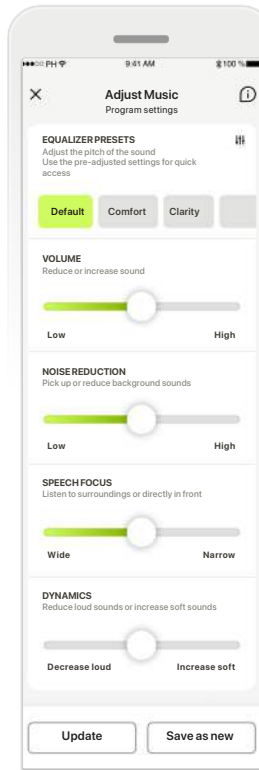 PH
9:41 AM
100 %
Adjust Music
Program settings
EQUALIZER PRESETS
Adjust the pitch of the sound
Use the pre-adjusted settings for quick
access
Default Comfort Clarity
VOLUME
Reduce or increase sound
Low High
NOISE REDUCTION
Pick up or reduce background sounds
Low High
SPEECH FOCUS
Listen to surroundings or directly in front
Wide Narrow
DYNAMICS
Reduce loud sounds or increase soft sounds
Decrease loud Increase soft
Update Save as new